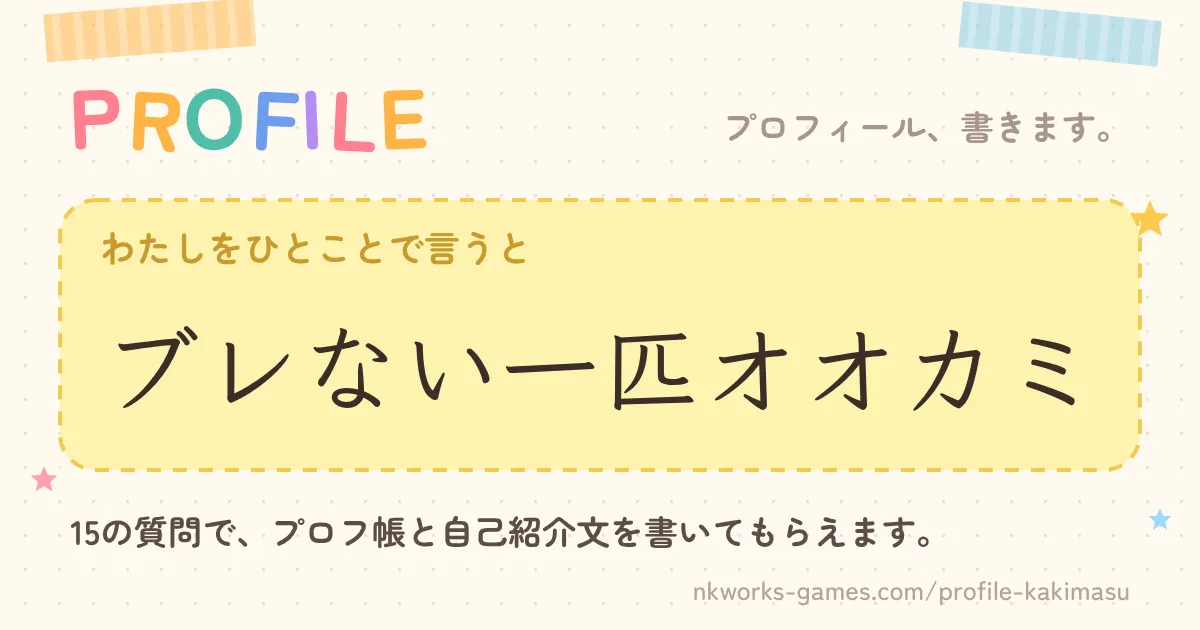 PROFILE
プロフィール、書きます。
わたしをひとことで言うと
ブレない一匹オオカミ
15の質問で、プロフ帳と自己紹介文を書いてもらえます。
nkworks-games.com/profile-kakimasu